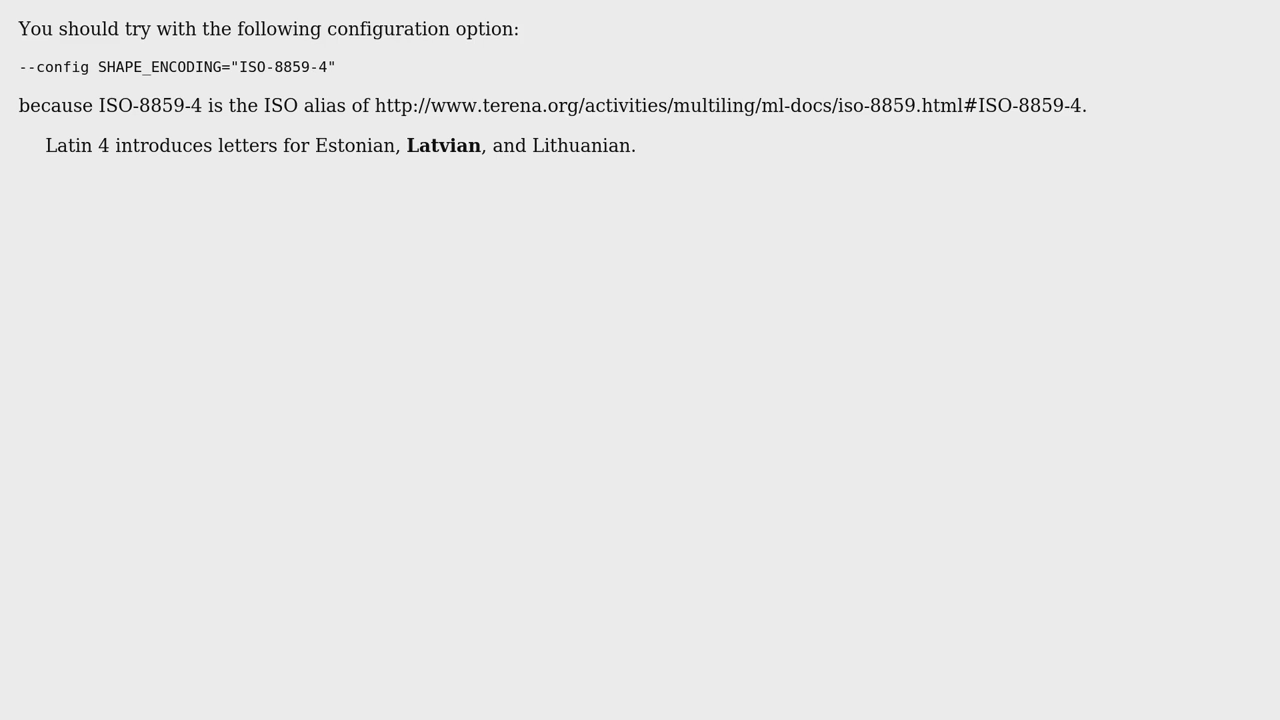 You should try with the following configuration option:
--config SHAPE_ENCODING="ISO-8859-4"
because ISO-8859-4 is the ISO alias of http://www.terena.org/activities/multiling/ml-docs/iso-8859.html#ISO-8859-4.
Latin 4 introduces letters for Estonian, Latvian, and Lithuanian.